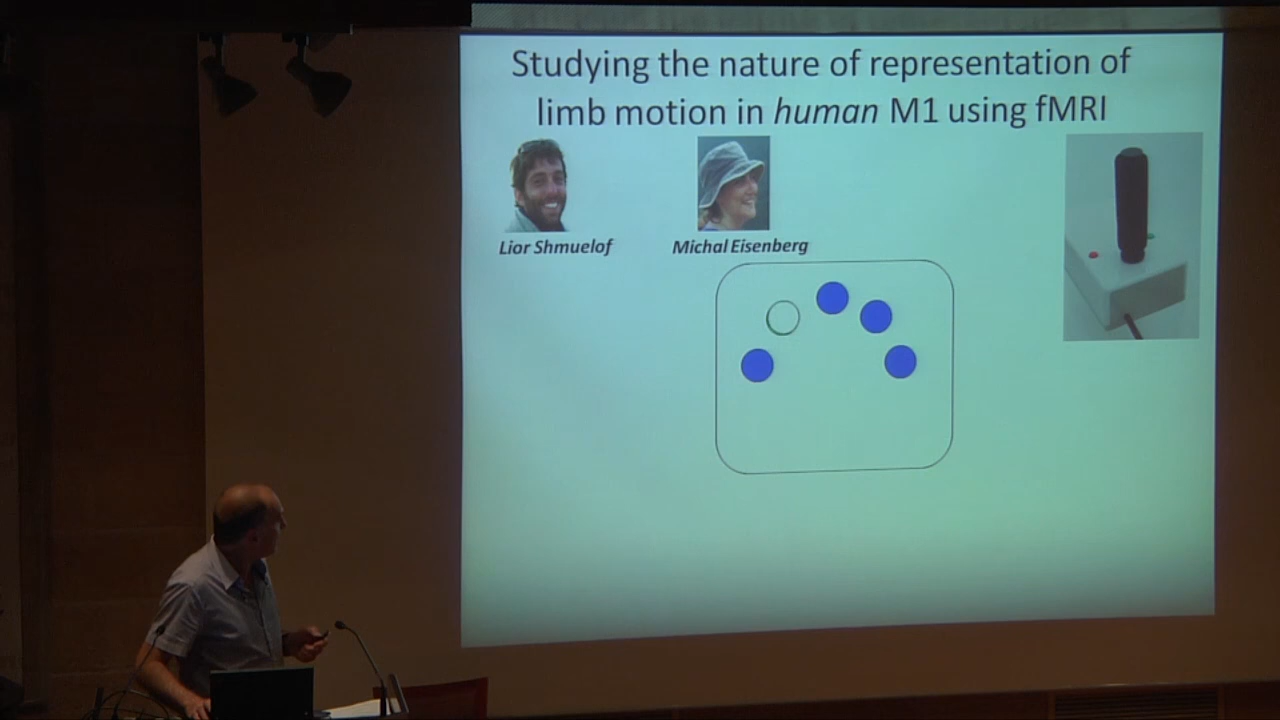 Studying the nature of representation of
limb motion in human M1 using fMRI
Lior Shmuelof
Michal Eisenberg